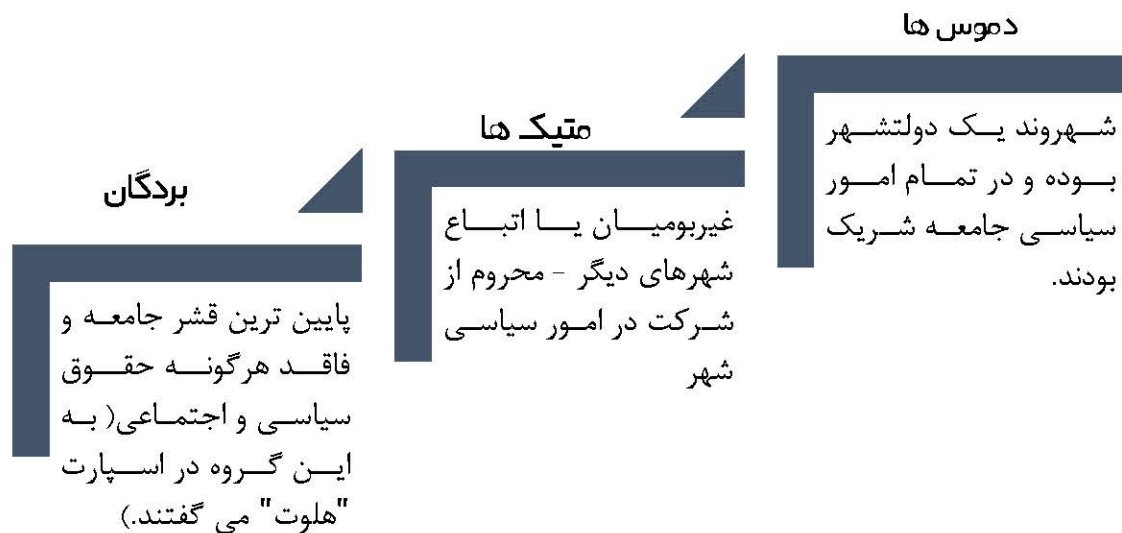 دموس ها
شهروند یک دولتشهر
بوده و در تمام امور
سیاسی جامعه شریک
بودند.
متیک ها
غیربومیان یا اتباع
شهرهای دیگر - محروم از
شرکت در امور سیاسی
شهر
بردگان
پایین ترین قشر جامعه و
فاقد هرگونه حقوق
سیاسی و اجتماعی( به
این گروه در اسپارت
"هلوت" می گفتند.)